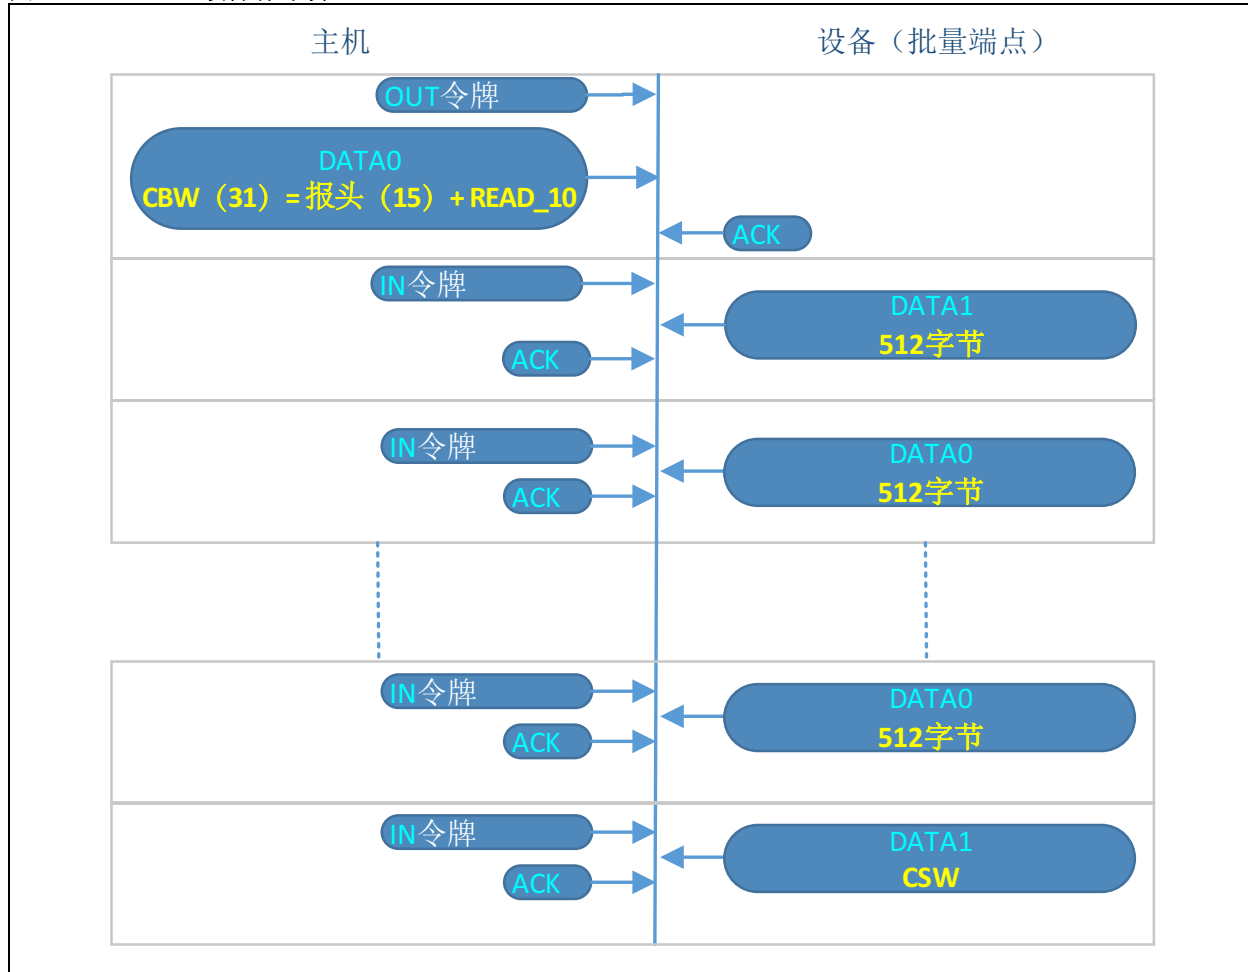 主机
设备（批量端点）
OUT令牌
DATA0
CBW（31）= 报头（15）+ READ_10
ACK
IN令牌
DATA1
512字节
ACK
IN令牌
DATA0
512字节
ACK
IN令牌
DATA0
512字节
ACK
IN令牌
DATA1
CSW
ACK